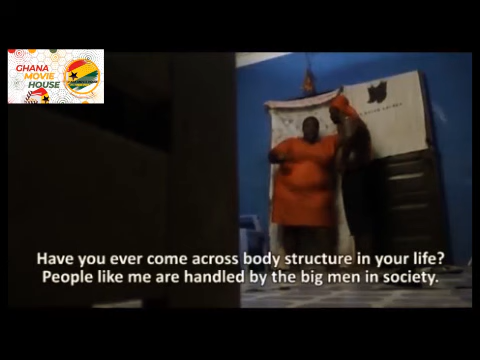 GHANA
MOVIE
HOUSE
Have you ever come across body structure in your life?
People like me are handled by the big men in society.